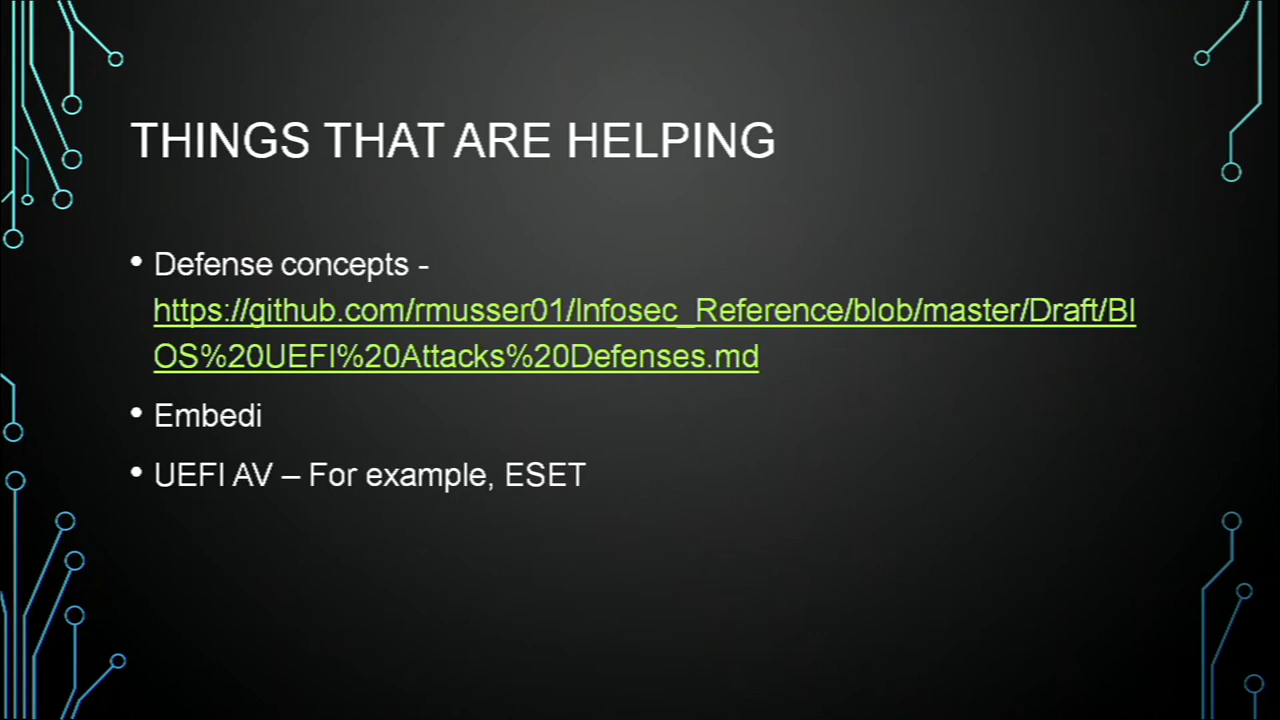 THINGS THAT ARE HELPING
• Defense concepts -
https://github.com/rmusser01/Infosec_Reference/blob/master/Draft/BI
OS%20UEFI%20Attacks%20Defenses.md
• Embedi
• UEFI AV – For example, ESET